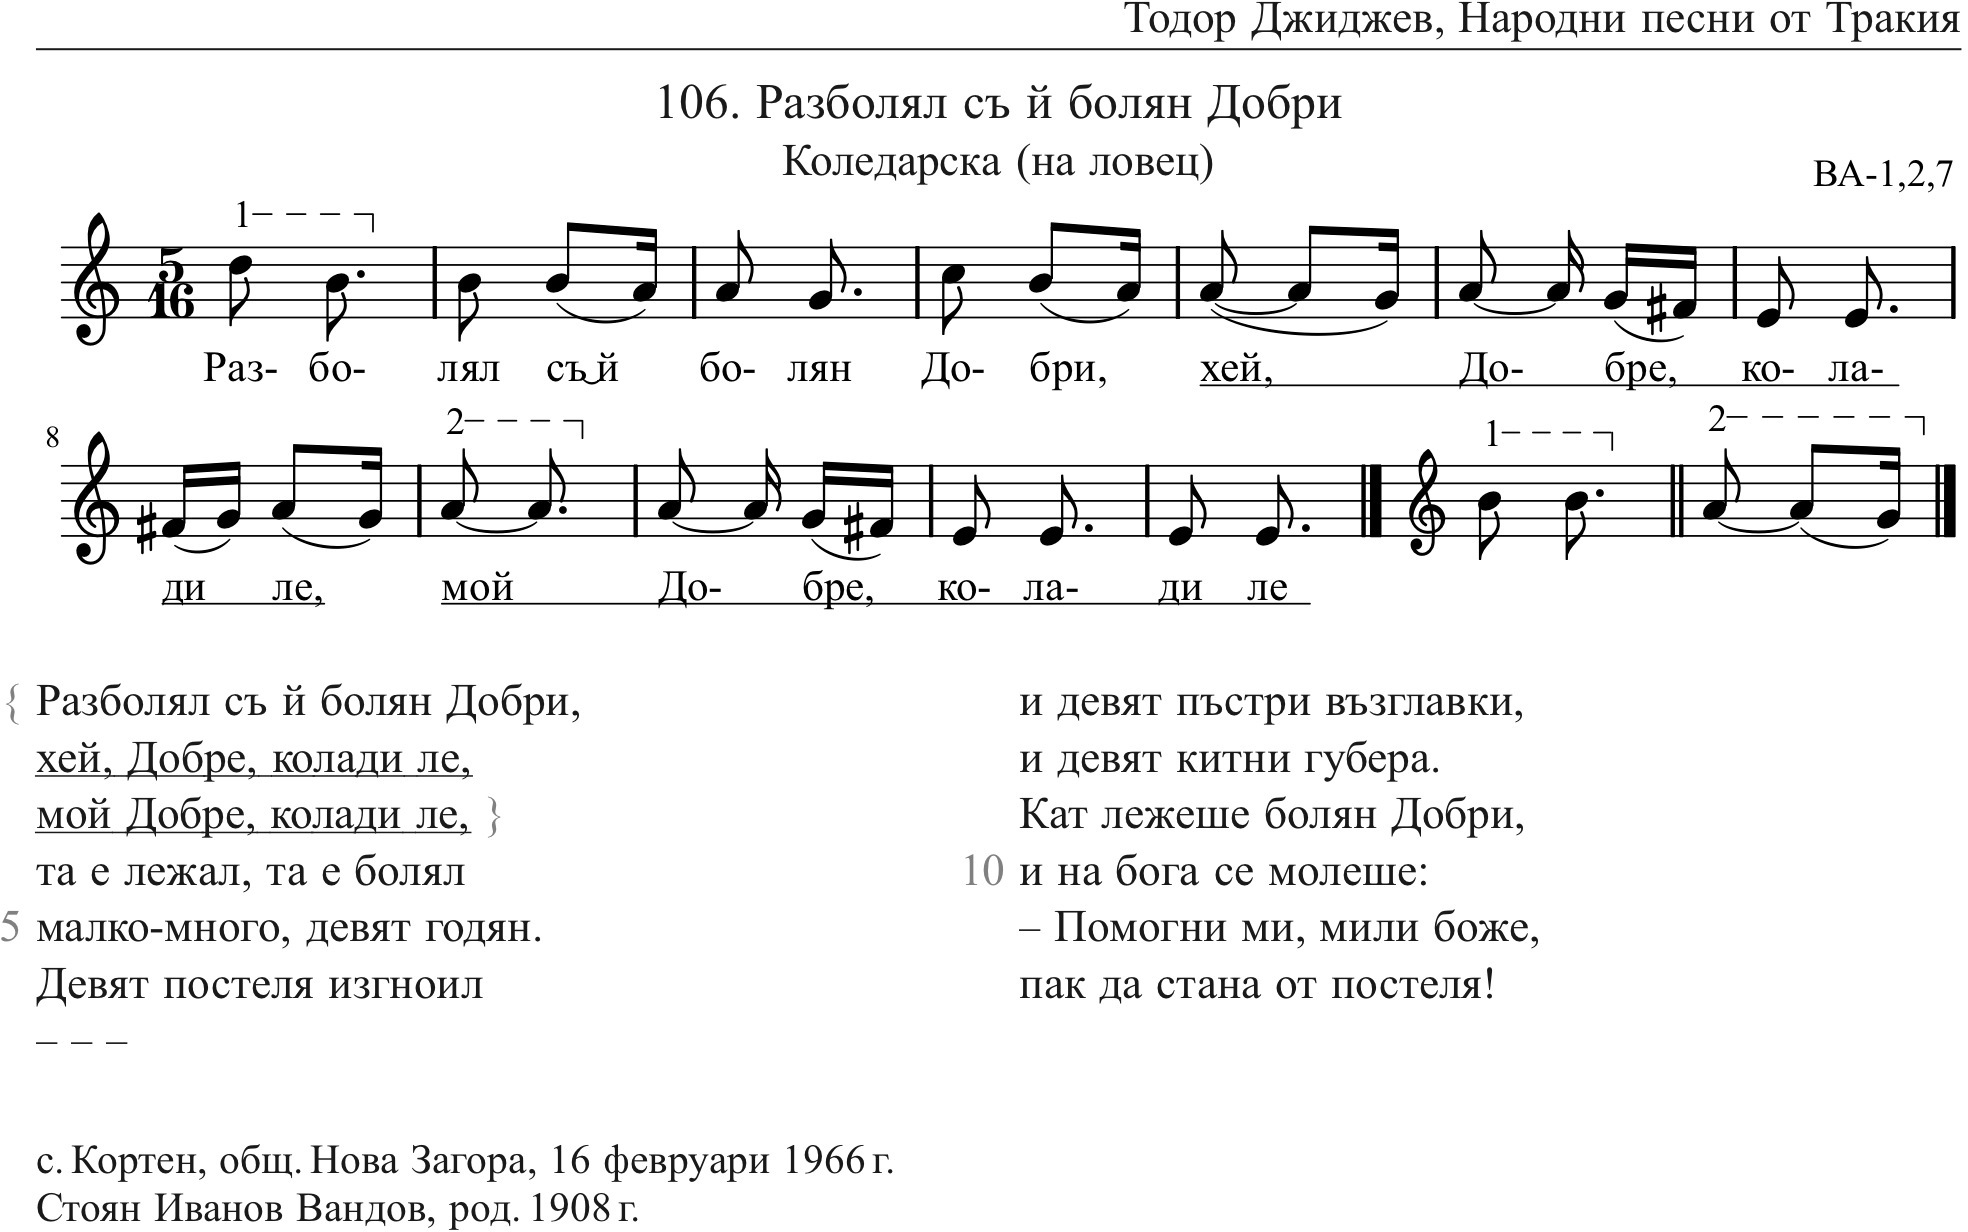 Тодор Джиджев, Народни песни от Тракия
106. Разболял съ й болян Добри
Коледарска (на ловец)
ВА-1,2,7
1
5
16
Раз- бо- лял съ‿й бо- лян До- бри, хей, До- бре, ко- ла-
8
2
1
2
ди ле, мой До- бре, ко- ла- ди ле
{ Разболял съ й болян Добри,
хей, Добре, колади ле,
мой Добре, колади ле, }
та е лежал, та е болял
5 малко-много, девят годян.
Девят постеля изгноил
– – –
и девят пъстри възглавки,
и девят китни губера.
Кат лежеше болян Добри,
10 и на бога се молеше:
– Помогни ми, мили боже,
пак да стана от постеля!
с. Кортен, общ. Нова Загора, 16 февруари 1966 г.
Стоян Иванов Вандов, род. 1908 г.